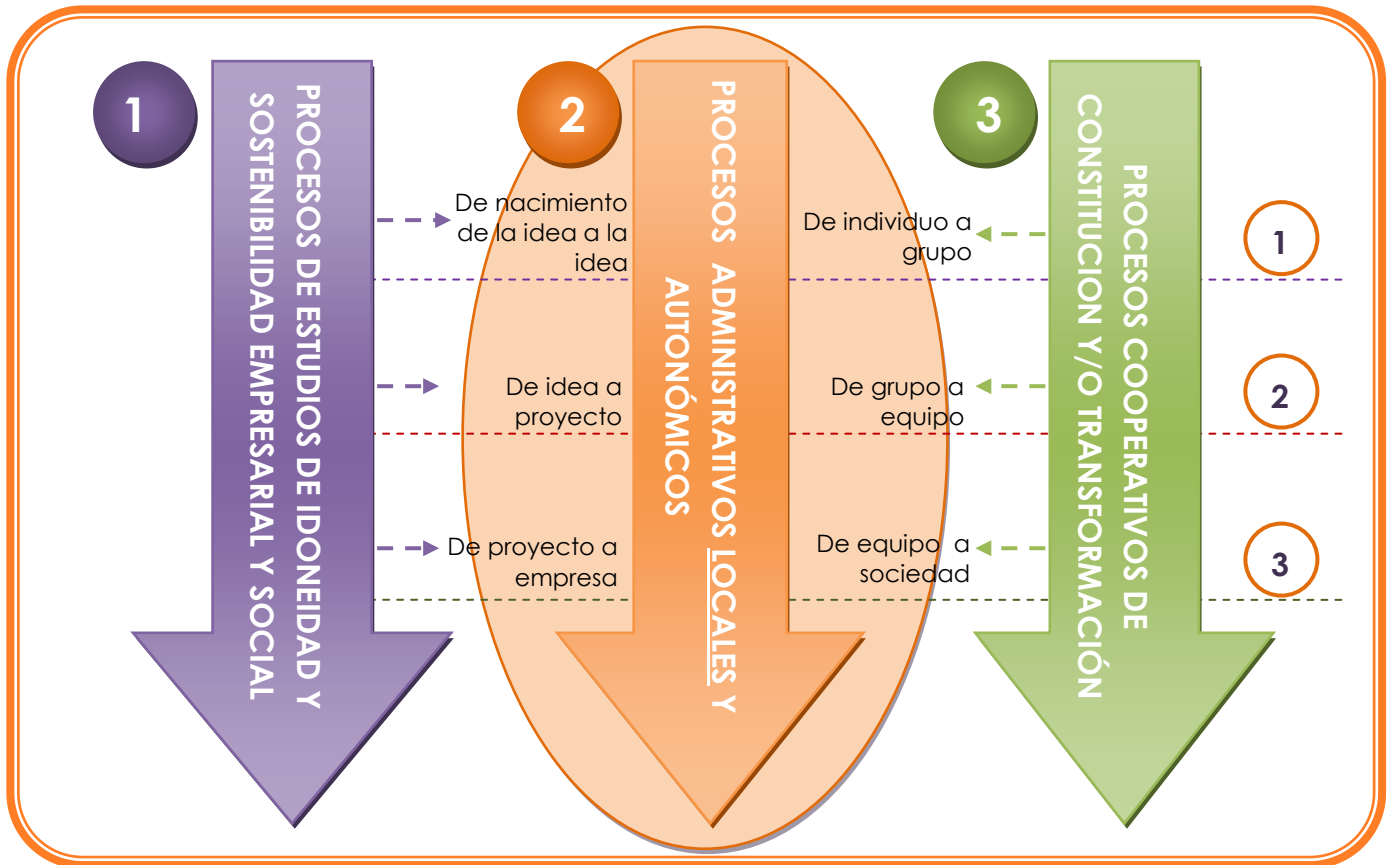 1
PROCESOS DE ESTUDIOS DE IDONEIDAD Y
SOSTENIBILIDAD EMPRESARIAL Y SOCIAL
De nacimiento
de la idea a la
idea
De idea a
proyecto
De proyecto a
empresa
2
PROCESOS ADMINISTRATIVOS LOCALES Y
AUTONÓMICOS
De individuo a
grupo
De grupo a
equipo
De equipo a
sociedad
3
PROCESOS COOPERATIVOS DE
CONSTITUCION Y/O TRANSFORMACIÓN
1
2
3